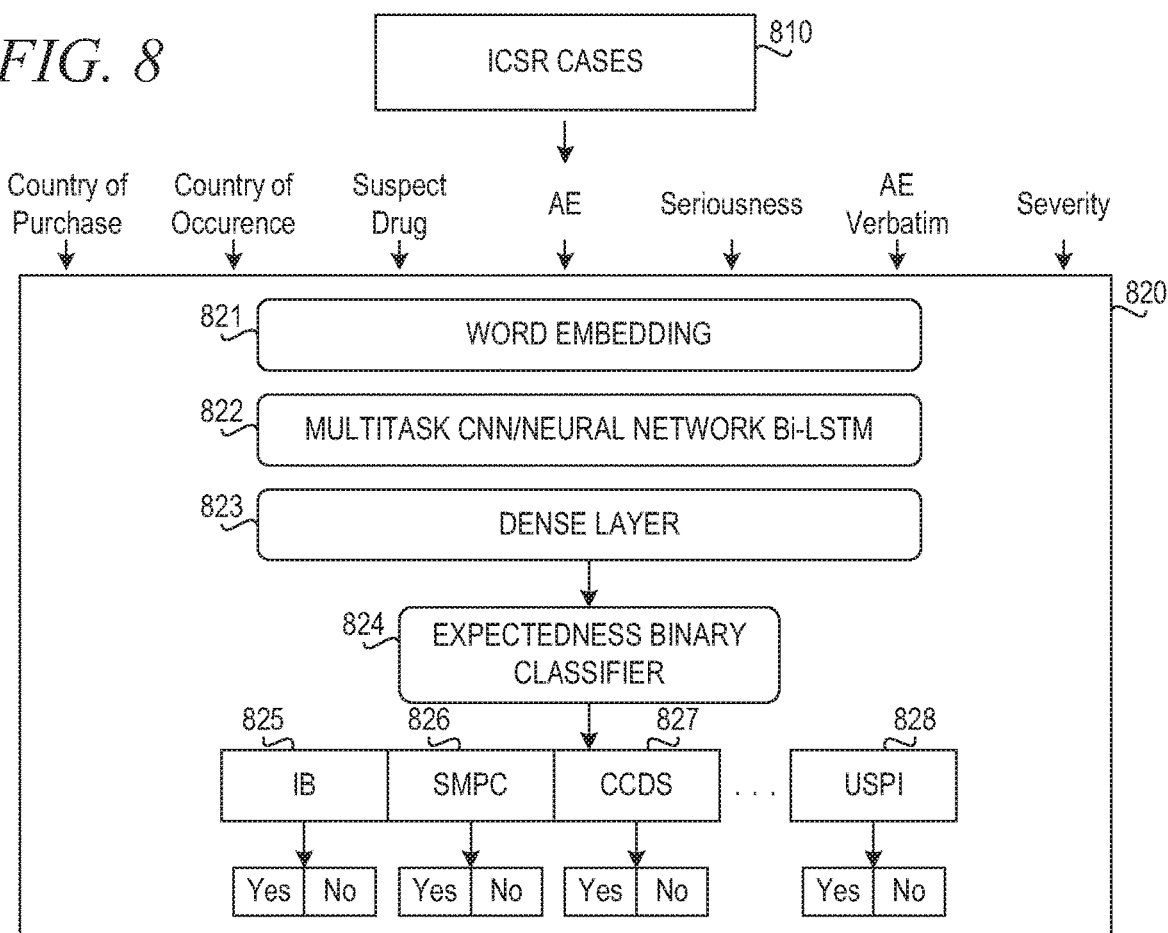 FIG. 8
810
ICSR CASES
Country of Purchase
Country of Occurence
Suspect Drug
AE
Seriousness
AE Verbatim
Severity
820
821
WORD EMBEDDING
822
MULTITASK CNN/NEURAL NETWORK Bi-LSTM
823
DENSE LAYER
824
EXPECTEDNESS BINARY
CLASSIFIER
825 826 827 828
IB SMPC CCDS . . . USPI
Yes No Yes No Yes No Yes No